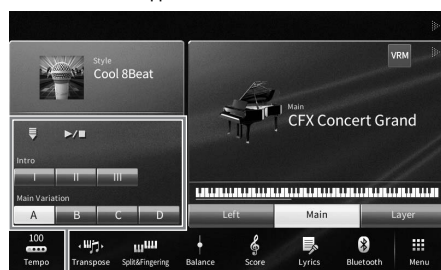 Style
Cool 8Beat
VRM
Main
CFX Concert Grand
Intro
I II III
Main Variation
A B C D
Left Main Layer
100
Tempo Transpose Split&Fingering Balance Score Lyrics Bluetooth Menu